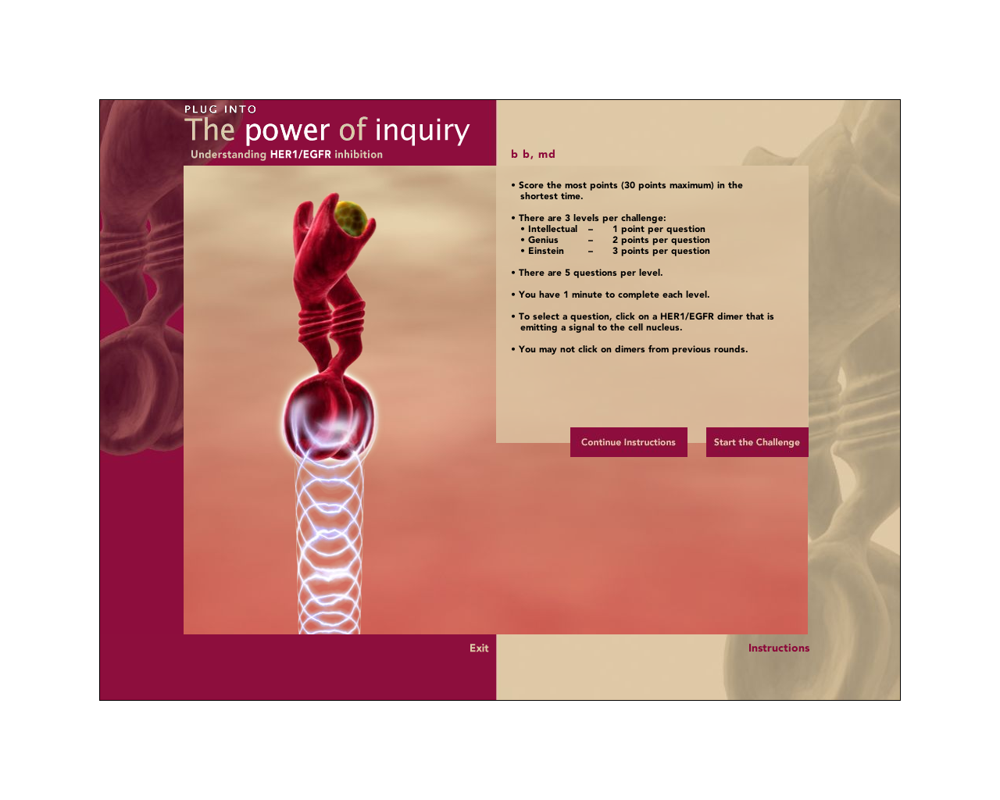 PLUG INTO
The power of inquiry
Understanding HER1/EGFR inhibition
b b, md
• Score the most points (30 points maximum) in the
shortest time.
• There are 3 levels per challenge:
• Intellectual – 1 point per question
• Genius – 2 points per question
• Einstein – 3 points per question
• There are 5 questions per level.
• You have 1 minute to complete each level.
• To select a question, click on a HER1/EGFR dimer that is
emitting a signal to the cell nucleus.
• You may not click on dimers from previous rounds.
Continue Instructions
Start the Challenge
Exit
Instructions